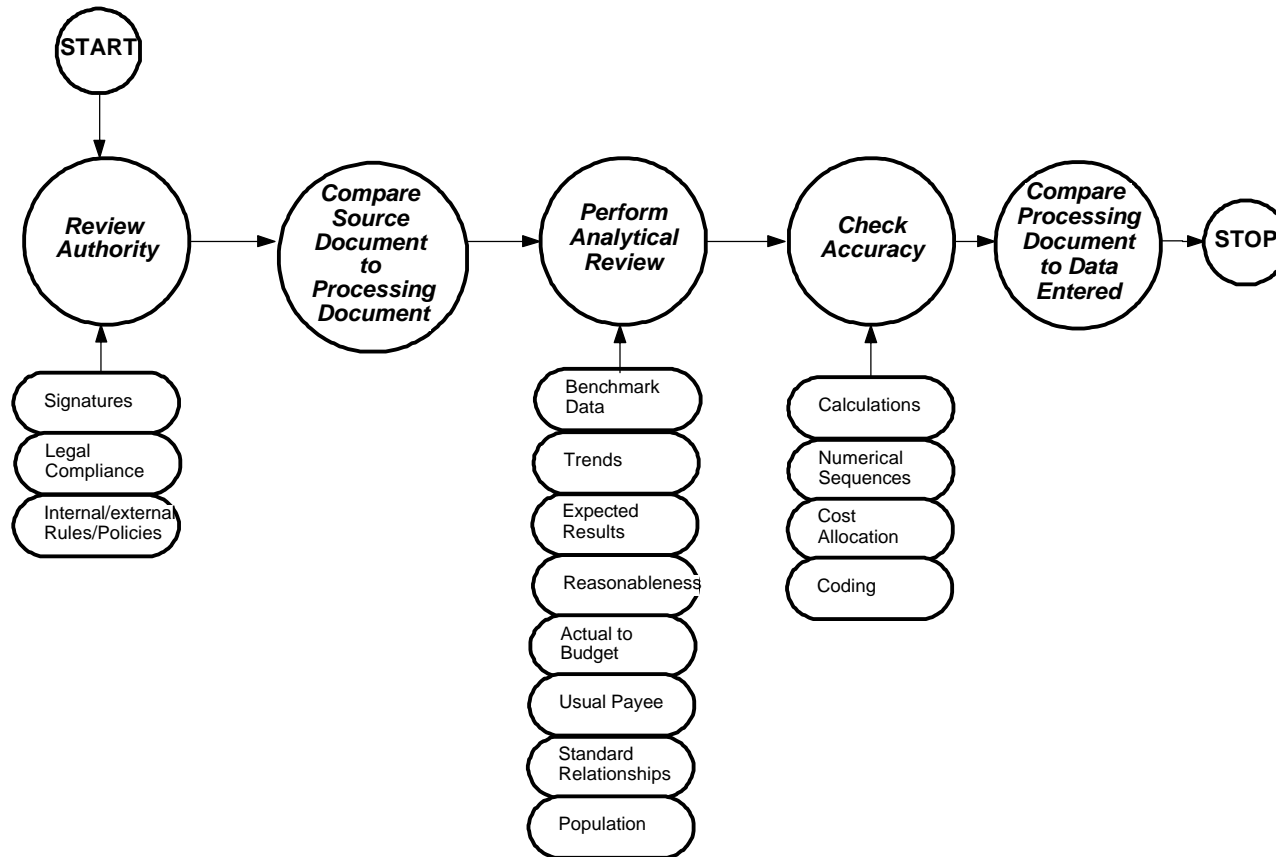 START
Review
Authority
Compare
Source
Document
to
Processing
Document
Perform
Analytical
Review
Check
Accuracy
Compare
Processing
Document
to Data
Entered
STOP
Signatures
Legal
Compliance
Internal/external
Rules/Policies
Benchmark
Data
Trends
Expected
Results
Reasonableness
Actual to
Budget
Usual Payee
Standard
Relationships
Population
Calculations
Numerical
Sequences
Cost
Allocation
Coding